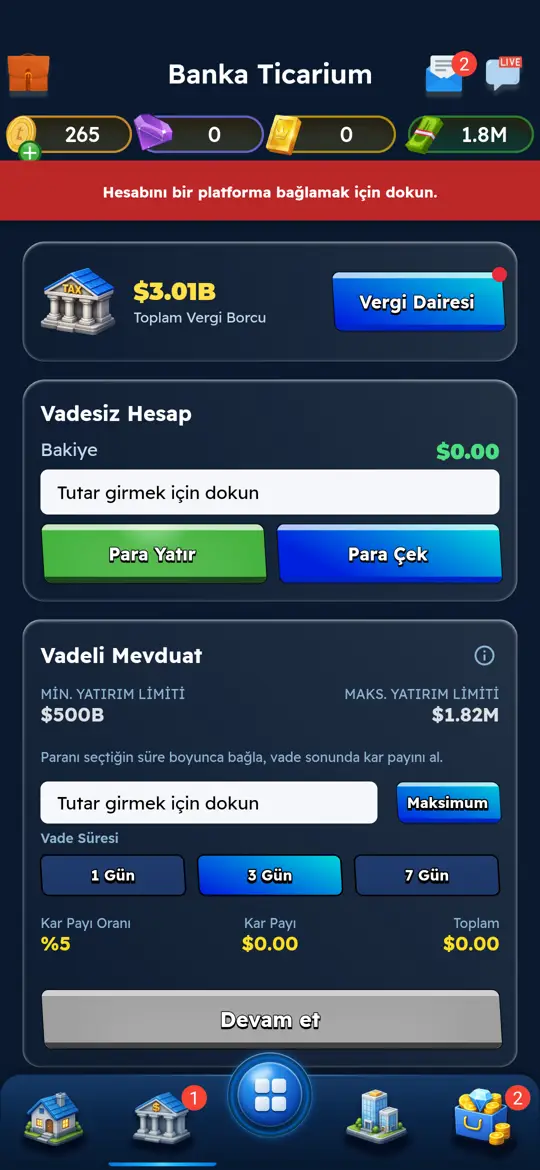 Banka Ticarium
2
LIVE
265
0
0
1.8M
Hesabını bir platforma bağlamak için dokun.
TAX
$3.01B
Toplam Vergi Borcu
Vergi Dairesi
Vadesiz Hesap
Bakiye
$0.00
Tutar girmek için dokun
Para Yatır
Para Çek
Vadeli Mevduat
MİN. YATIRIM LİMİTİ
MAKS. YATIRIM LİMİTİ
$500B
$1.82M
Paranı seçtiğin süre boyunca bağla, vade sonunda kar payını al.
Tutar girmek için dokun
Maksimum
Vade Süresi
1 Gün
3 Gün
7 Gün
Kar Payı Oranı
Kar Payı
Toplam
%5
$0.00
$0.00
Devam et
1
2